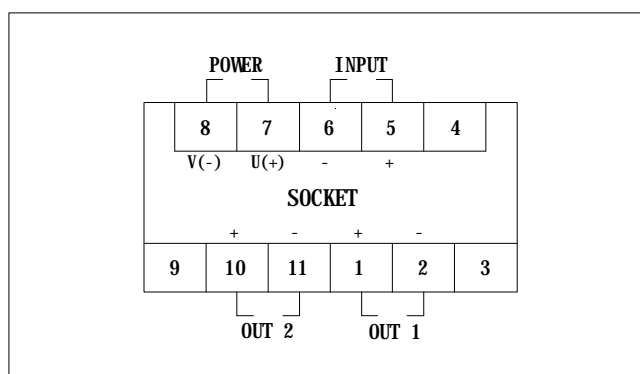 POWER INPUT
8 7 6 5 4
V(-) U(+) - +
SOCKET
+ - + -
9 10 11 1 2 3
OUT 2 OUT 1